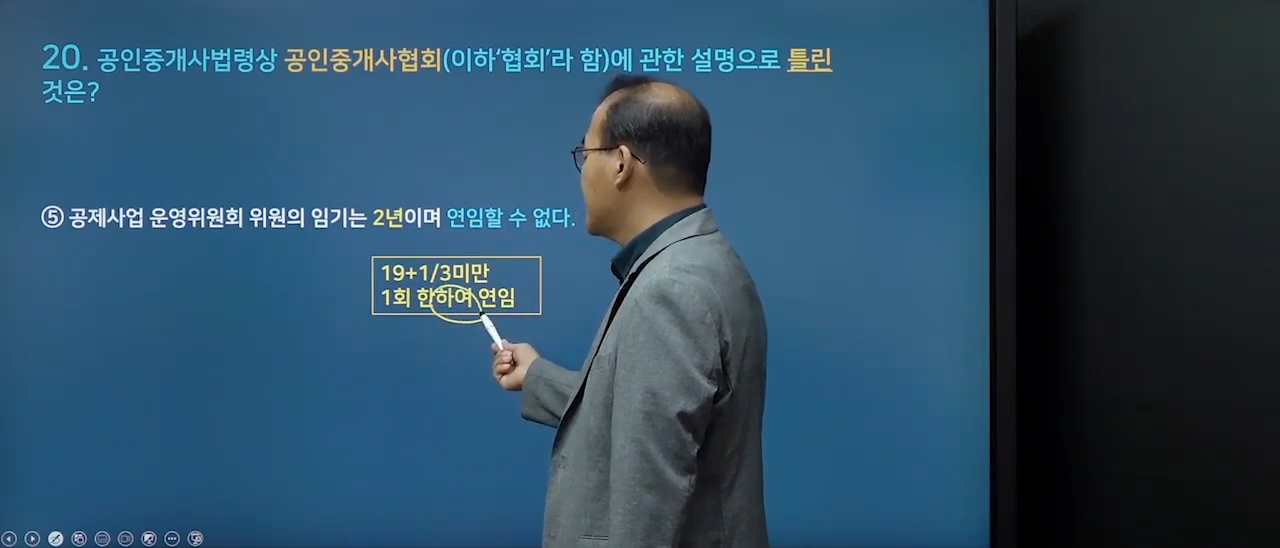 20. 공인중개사법령상 공인중개사협회(이하‘협회’라 함)에 관한 설명으로 틀린
것은?
⑤ 공제사업 운영위원회 위원의 임기는 2년이며 연임할 수 없다.
19+1/3미만
1회 한하여 연임